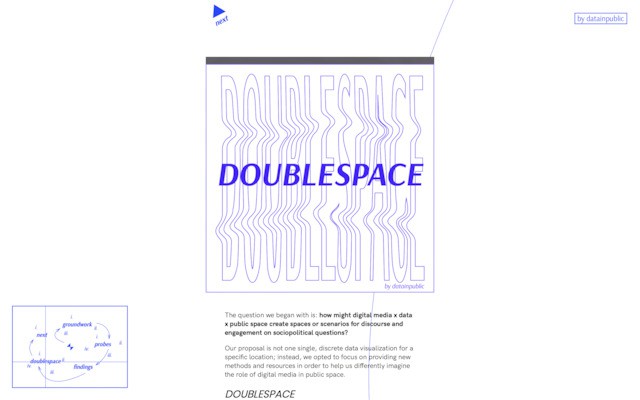 next
by datainpublic
DOUBLESPACE
DOUBLESPACE
by datainpublic
The question we began with is: how might digital media x data
x public space create spaces or scenarios for discourse and
engagement on sociopolitical questions?
Our proposal is not one single, discrete data visualization for a
specific location; instead, we opted to focus on providing new
methods and resources in order to help us differently imagine
the role of digital media in public space.
DOUBLESPACE
groundwork
next
probes
doublespace
findings